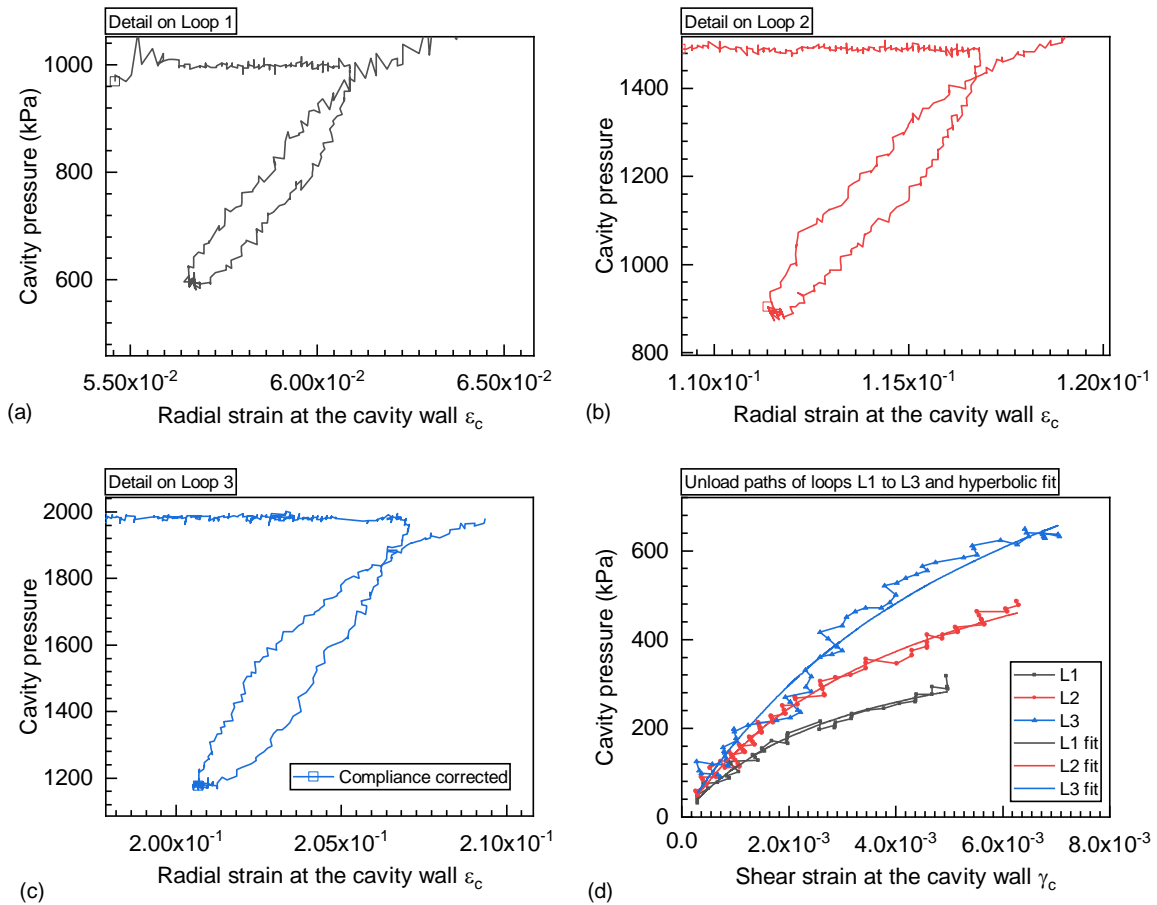 Detail on Loop 1
Cavity pressure (kPa)
1000
800
600
5.50x10-2
6.00x10-2
6.50x10-2
Radial strain at the cavity wall εc
(a)
Detail on Loop 2
Cavity pressure
1400
1200
1000
800
1.10x10-1
1.15x10-1
1.20x10-1
Radial strain at the cavity wall εc
(b)
Detail on Loop 3
Cavity pressure
2000
1800
1600
1400
1200
Compliance corrected
2.00x10-1
2.05x10-1
2.10x10-1
Radial strain at the cavity wall εc
(c)
Unload paths of loops L1 to L3 and hyperbolic fit
Cavity pressure (kPa)
600
400
200
0
L1
L2
L3
L1 fit
L2 fit
L3 fit
0.0
2.0x10-3
4.0x10-3
6.0x10-3
8.0x10-3
Shear strain at the cavity wall γc
(d)